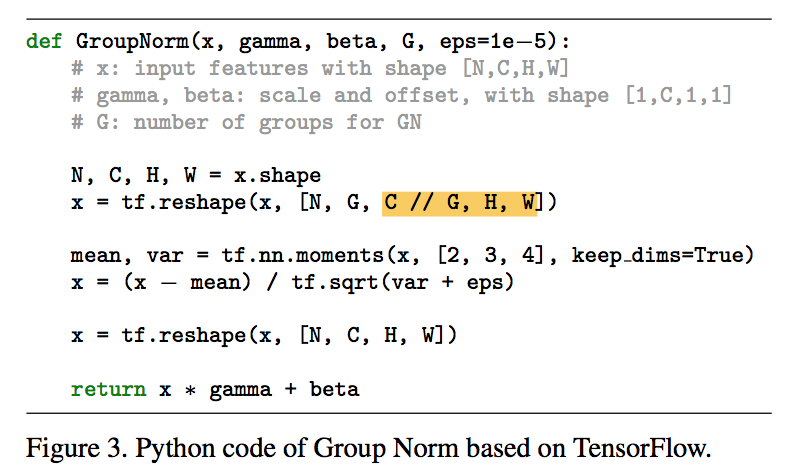 def GroupNorm(x, gamma, beta, G, eps=1e−5):
# x: input features with shape [N,C,H,W]
# gamma, beta: scale and offset, with shape [1,C,1,1]
# G: number of groups for GN
N, C, H, W = x.shape
x = tf.reshape(x, [N, G, C // G, H, W])
mean, var = tf.nn.moments(x, [2, 3, 4], keep_dims=True)
x = (x − mean) / tf.sqrt(var + eps)
x = tf.reshape(x, [N, C, H, W])
return x * gamma + beta
Figure 3. Python code of Group Norm based on TensorFlow.